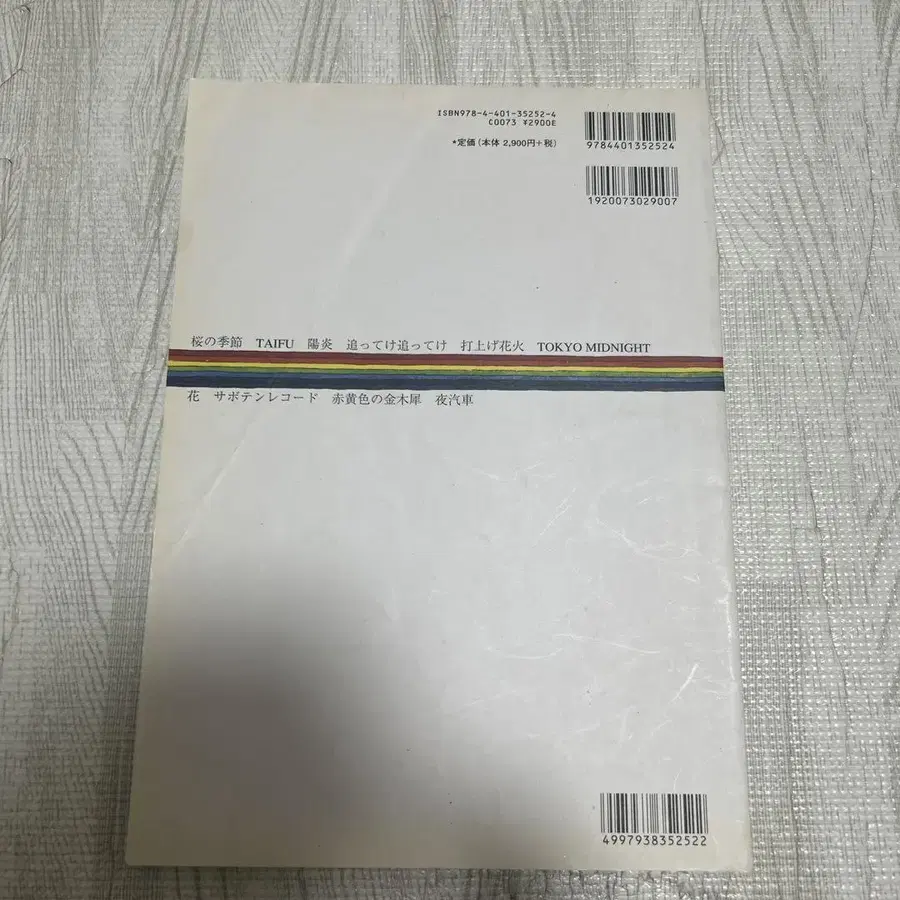 ISBN978-4-401-35252-4
C0073 ¥2900E
*定価(本体 2,900円+税)
9784401352524
1920073029007
桜の季節 TAIFU 陽炎 追ってけ追ってけ 打上げ花火 TOKYO MIDNIGHT
花 サボテンレコード 赤黄色の金木犀 夜汽車
4997938352522